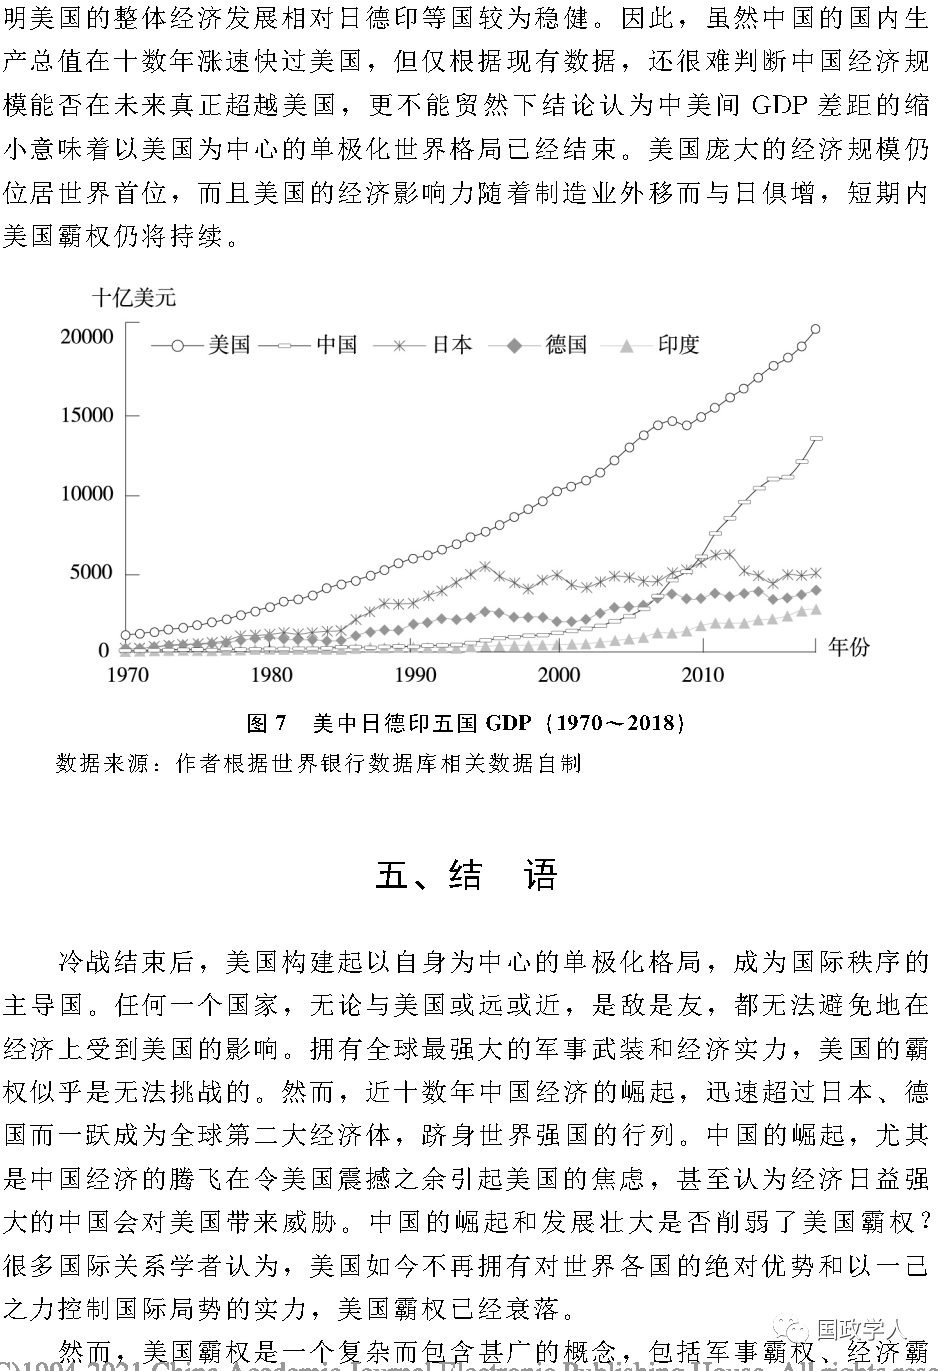 明美国的整体经济发展相对日德印等国较为稳健。因此，虽然中国的国内生
产总值在十数年涨速快过美国，但仅根据现有数据，还很难判断中国经济规
模能否在未来真正超越美国，更不能贸然下结论认为中美间 GDP 差距的缩
小意味着以美国为中心的单极化世界格局已经结束。美国庞大的经济规模仍
位居世界首位，而且美国的经济影响力随着制造业外移而与日俱增，短期内
美国霸权仍将持续。
十亿美元
20000
美国 中国 日本 德国 印度
15000
10000
5000
0
年份
1970 1980 1990 2000 2010
图 7 美中日德印五国 GDP（1970～2018）
数据来源：作者根据世界银行数据库相关数据自制
五、结 语
冷战结束后，美国构建起以自身为中心的单极化格局，成为国际秩序的
主导国。任何一个国家，无论与美国或远或近，是敌是友，都无法避免地在
经济上受到美国的影响。拥有全球最强大的军事武装和经济实力，美国的霸
权似乎是无法挑战的。然而，近十数年中国经济的崛起，迅速超过日本、德
国而一跃成为全球第二大经济体，跻身世界强国的行列。中国的崛起，尤其
是中国经济的腾飞在令美国震撼之余引起美国的焦虑，甚至认为经济日益强
大的中国会对美国带来威胁。中国的崛起和发展壮大是否削弱了美国霸权？
很多国际关系学者认为，美国如今不再拥有对世界各国的绝对优势和以一己
之力控制国际局势的实力，美国霸权已经衰落。
国政学人
然而，美国霸权是一个复杂而包含甚广的概念，包括军事霸权、经济霸
(C)1994-2021 China Academic Journal Electronic Publishing House. All rights res